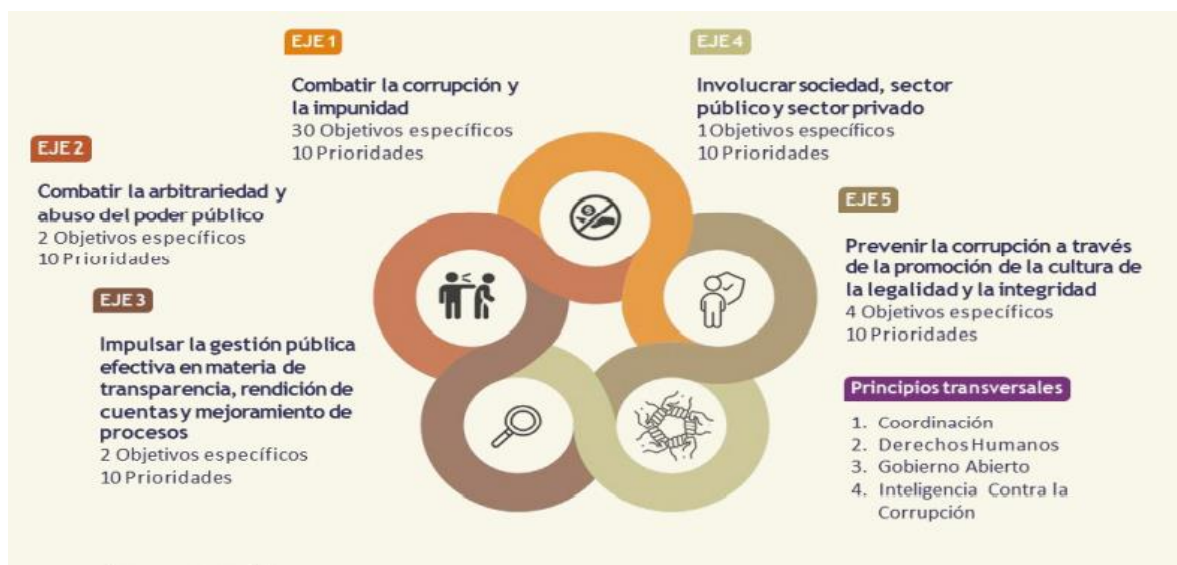 EJE 1
Combatir la corrupción y
la impunidad
30 Objetivos específicos
10 Prioridades
EJE 2
Combatir la arbitrariedad y
abuso del poder público
2 Objetivos específicos
10 Prioridades
EJE 3
Impulsar la gestión pública
efectiva en materia de
transparencia, rendición de
cuentas y mejoramiento de
procesos
2 Objetivos específicos
10 Prioridades
EJE 4
Involucrar sociedad, sector
público y sector privado
1 Objetivos específicos
10 Prioridades
EJE 5
Prevenir la corrupción a través
de la promoción de la cultura de
la legalidad y la integridad
4 Objetivos específicos
10 Prioridades
Principios transversales
1. Coordinación
2. Derechos Humanos
3. Gobierno Abierto
4. Inteligencia Contra la
Corrupción